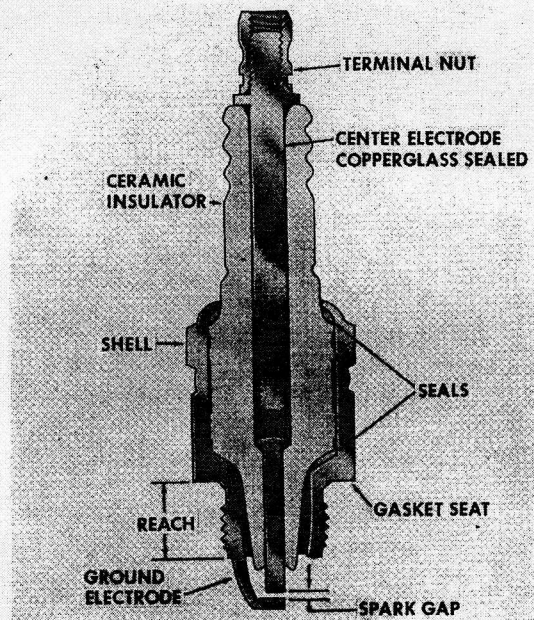 TERMINAL NUT
CENTER ELECTRODE
COPPERGLASS SEALED
CERAMIC
INSULATOR
SHELL
SEALS
GASKET SEAT
REACH
GROUND
ELECTRODE
SPARK GAP